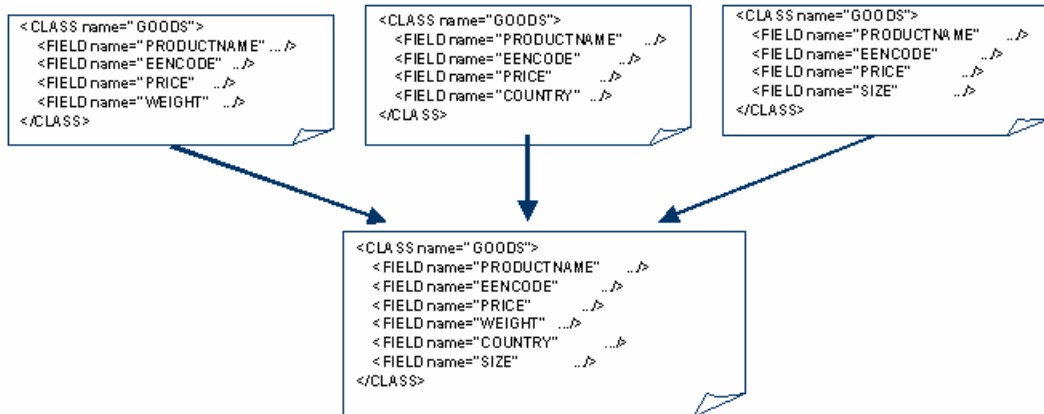 <CLASS name="GOODS">
<FIELD name="PRODUCTNAME" .../>
<FIELD name="EENCODE" .../>
<FIELD name="PRICE" .../>
<FIELD name="WEIGHT" .../>
</CLASS>
<CLASS name="GOODS">
<FIELD name="PRODUCTNAME" .../>
<FIELD name="EENCODE" .../>
<FIELD name="PRICE" .../>
<FIELD name="COUNTRY" .../>
</CLASS>
<CLASS name="GOODS">
<FIELD name="PRODUCTNAME" .../>
<FIELD name="EENCODE" .../>
<FIELD name="PRICE" .../>
<FIELD name="SIZE" .../>
</CLASS>
<CLASS name="GOODS">
<FIELD name="PRODUCTNAME" .../>
<FIELD name="EENCODE" .../>
<FIELD name="PRICE" .../>
<FIELD name="WEIGHT" .../>
<FIELD name="COUNTRY" .../>
<FIELD name="SIZE" .../>
</CLASS>